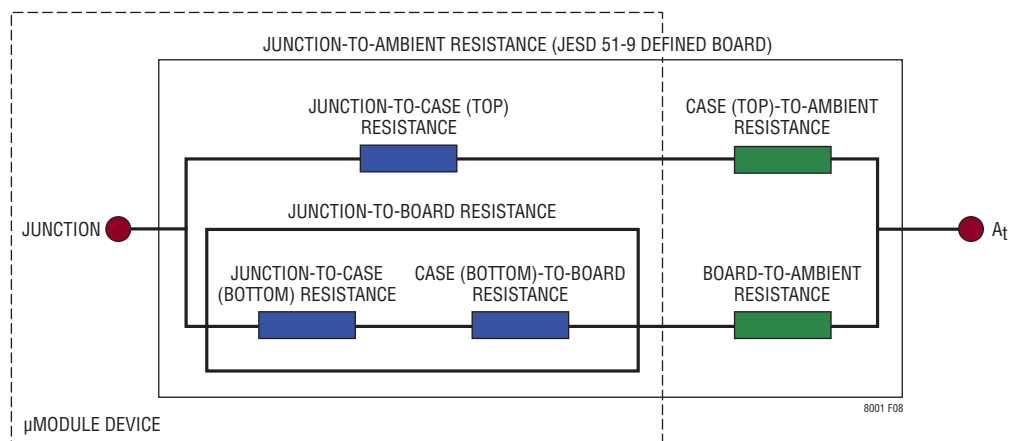 JUNCTION-TO-AMBIENT RESISTANCE (JESD 51-9 DEFINED BOARD)
JUNCTION-TO-CASE (TOP)
RESISTANCE
CASE (TOP)-TO-AMBIENT
RESISTANCE
JUNCTION-TO-BOARD RESISTANCE
JUNCTION
At
JUNCTION-TO-CASE
(BOTTOM) RESISTANCE
CASE (BOTTOM)-TO-BOARD
RESISTANCE
BOARD-TO-AMBIENT
RESISTANCE
8001 F08
µMODULE DEVICE